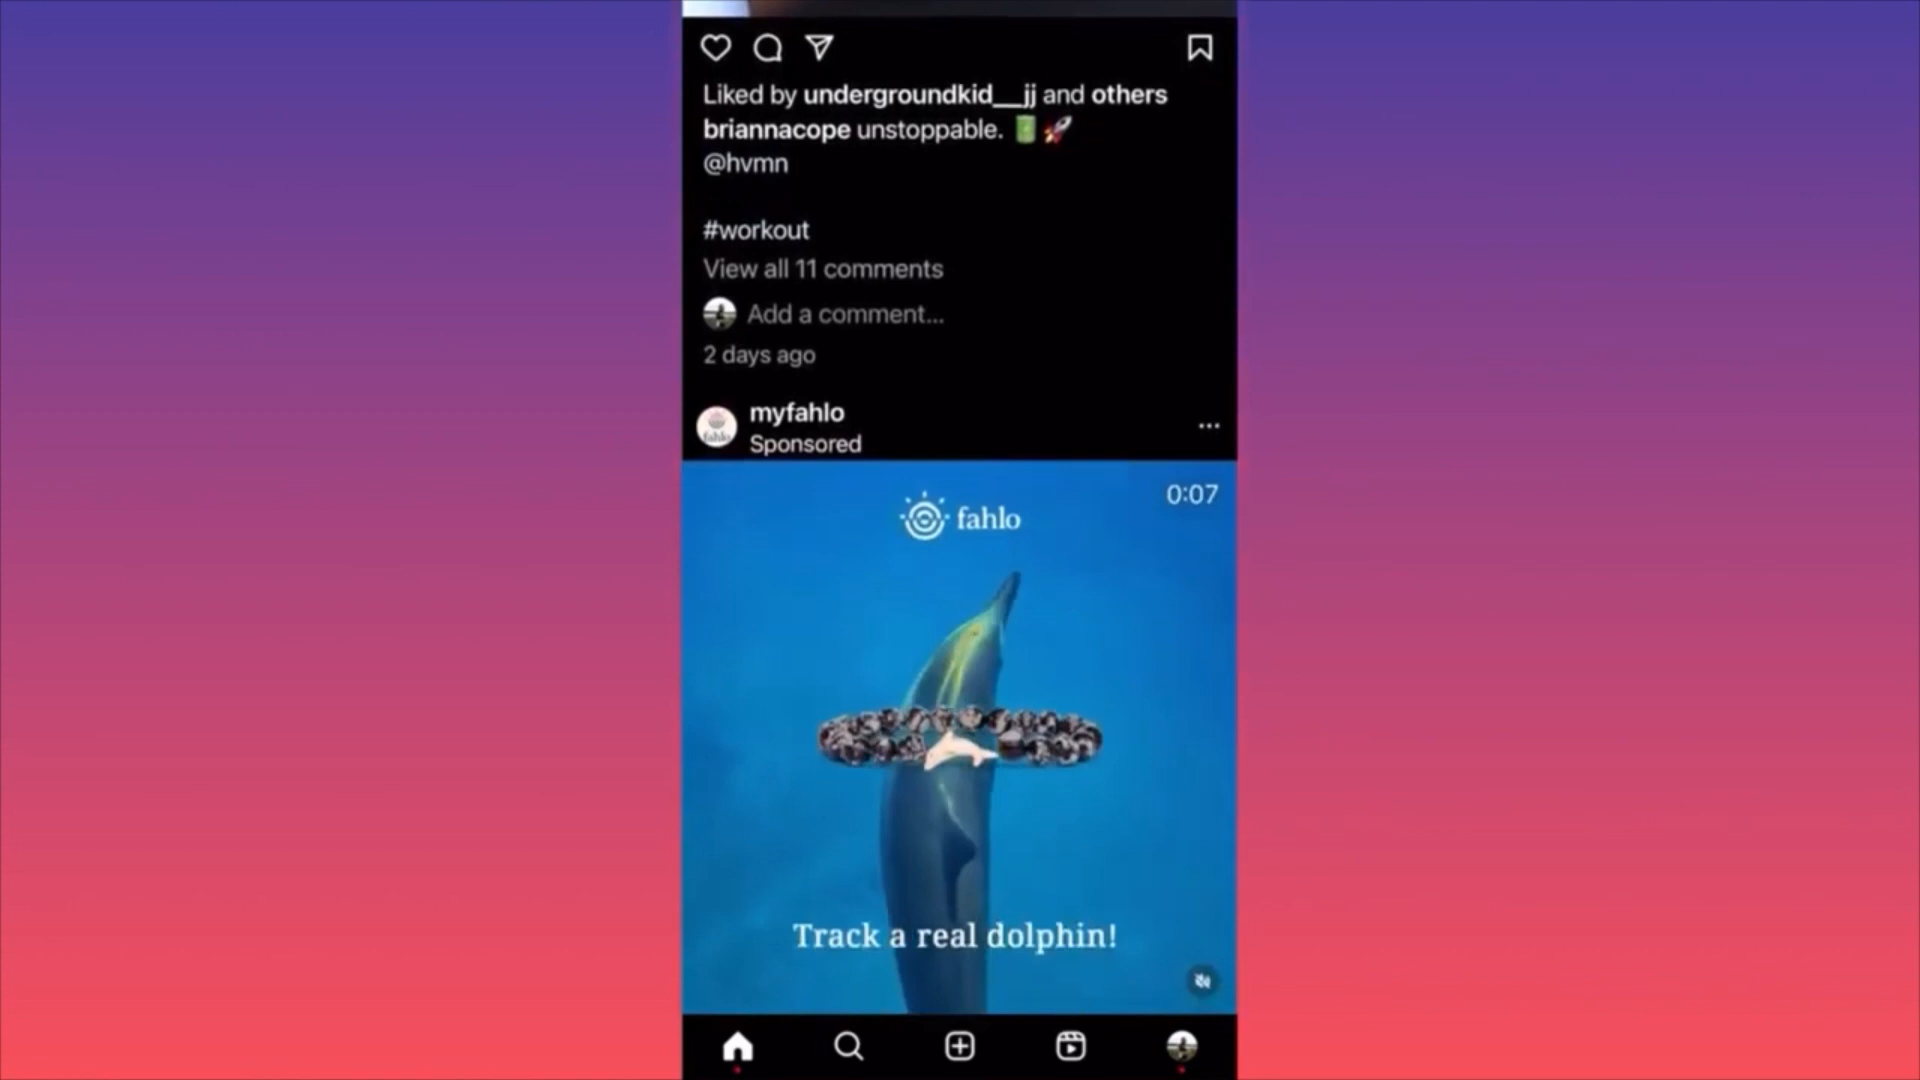 Liked by undergroundkid__jj and others
briannacope unstoppable.
@hvmn
#workout
View all 11 comments
Add a comment...
2 days ago
myfahlo
Sponsored
fahlo
0:07
fahlo
Track a real dolphin!